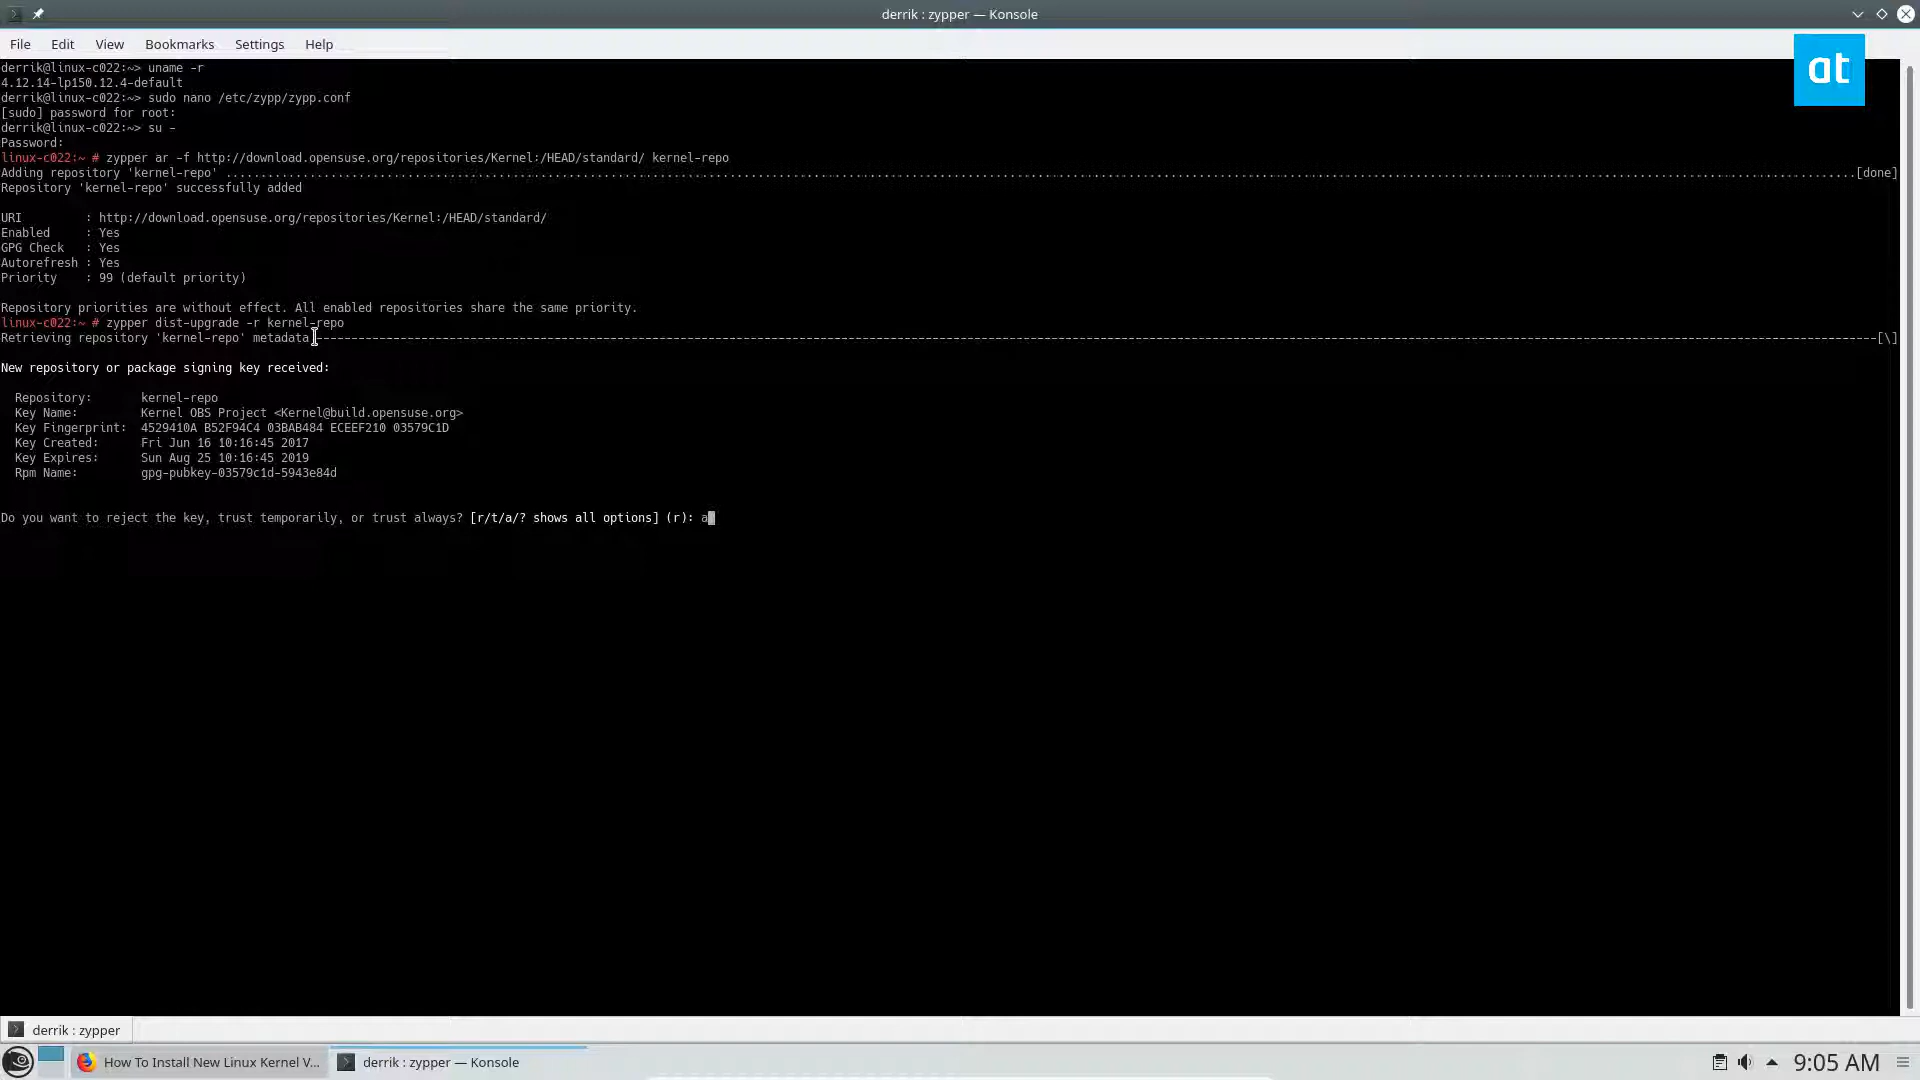 derrik : zypper — Konsole
File Edit View Bookmarks Settings Help
at
derrik@linux-c022:~> uname -r
4.12.14-lp150.12.4-default
derrik@linux-c022:~> sudo nano /etc/zypp/zypp.conf
[sudo] password for root:
derrik@linux-c022:~> su -
Password:
linux-c022:~ # zypper ar -f http://download.opensuse.org/repositories/Kernel:/HEAD/standard/ kernel-repo
Adding repository 'kernel-repo' ....................................................................................................[done]
Repository 'kernel-repo' successfully added
URI : http://download.opensuse.org/repositories/Kernel:/HEAD/standard/
Enabled : Yes
GPG Check : Yes
Autorefresh : Yes
Priority : 99 (default priority)
Repository priorities are without effect. All enabled repositories share the same priority.
linux-c022:~ # zypper dist-upgrade -r kernel-repo
Retrieving repository 'kernel-repo' metadata ----------------------------------------------------------------------------------------------------[\]
New repository or package signing key received:
Repository: kernel-repo
Key Name: Kernel OBS Project <Kernel@build.opensuse.org>
Key Fingerprint: 4529410A B52F94C4 03BAB484 ECEEF210 03579C1D
Key Created: Fri Jun 16 10:16:45 2017
Key Expires: Sun Aug 25 10:16:45 2019
Rpm Name: gpg-pubkey-03579c1d-5943e84d
Do you want to reject the key, trust temporarily, or trust always? [r/t/a/? shows all options] (r): a
derrik : zypper
How To Install New Linux Kernel V... derrik : zypper — Konsole 9:05 AM